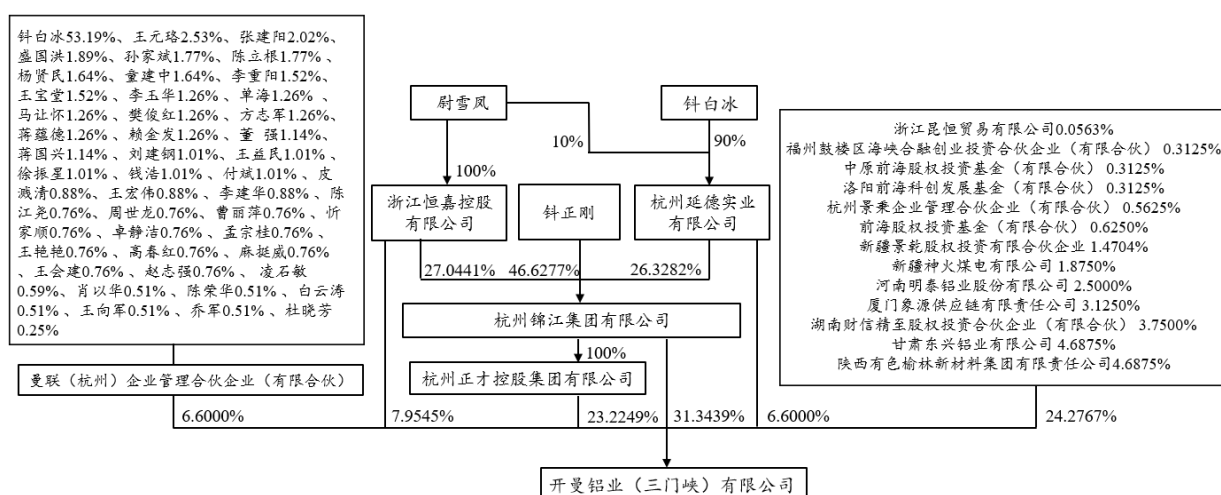 钭白冰53.19%、王元珞2.53%、张建阳2.02%、
盛国洪1.89%、孙家斌1.77%、陈立根1.77%、
杨贤民1.64%、童建中1.64%、李重阳1.52%、
王宝堂1.52%、李玉华1.26%、单海1.26%、
马让怀1.26%、樊俊红1.26%、方志军1.26%、
蒋蕴德1.26%、赖金发1.26%、董 强1.14%、
蒋国兴1.14%、刘建钢1.01%、王益民1.01%、
徐振星1.01%、钱浩1.01%、付斌1.01%、皮
溅清0.88%、王宏伟0.88%、李建华0.88%、陈
江尧0.76%、周世龙0.76%、曹丽萍0.76%、忻
家顺0.76%、卓静洁0.76%、孟宗桂0.76%、
王艳艳0.76%、高春红0.76%、麻挺威0.76%
、王会建0.76%、赵志强0.76%、凌石敏
0.59%、肖以华0.51%、陈荣华0.51%、白云涛
0.51%、王向军0.51%、乔军0.51%、杜晓芳
0.25%
曼联（杭州）企业管理合伙企业（有限合伙）
6.6000%
尉雪凤
钭白冰
10%
90%
100%
浙江恒嘉控股
有限公司
钭正刚
杭州延德实业
有限公司
27.0441%
46.6277%
26.3282%
杭州锦江集团有限公司
100%
杭州正才控股集团有限公司
7.9545%
23.2249%
31.3439%
6.6000%
浙江昆恒贸易有限公司0.0563%
福州鼓楼区海峡合融创业投资合伙企业（有限合伙） 0.3125%
中原前海股权投资基金（有限合伙） 0.3125%
洛阳前海科创发展基金（有限合伙） 0.3125%
杭州景秉企业管理合伙企业（有限合伙） 0.5625%
前海股权投资基金（有限合伙） 0.6250%
新疆景乾股权投资有限合伙企业 1.4704%
新疆神火煤电有限公司 1.8750%
河南明泰铝业股份有限公司 2.5000%
厦门象源供应链有限责任公司 3.1250%
湖南财信精至股权投资合伙企业（有限合伙） 3.7500%
甘肃东兴铝业有限公司 4.6875%
陕西有色榆林新材料集团有限责任公司4.6875%
24.2767%
开曼铝业（三门峡）有限公司